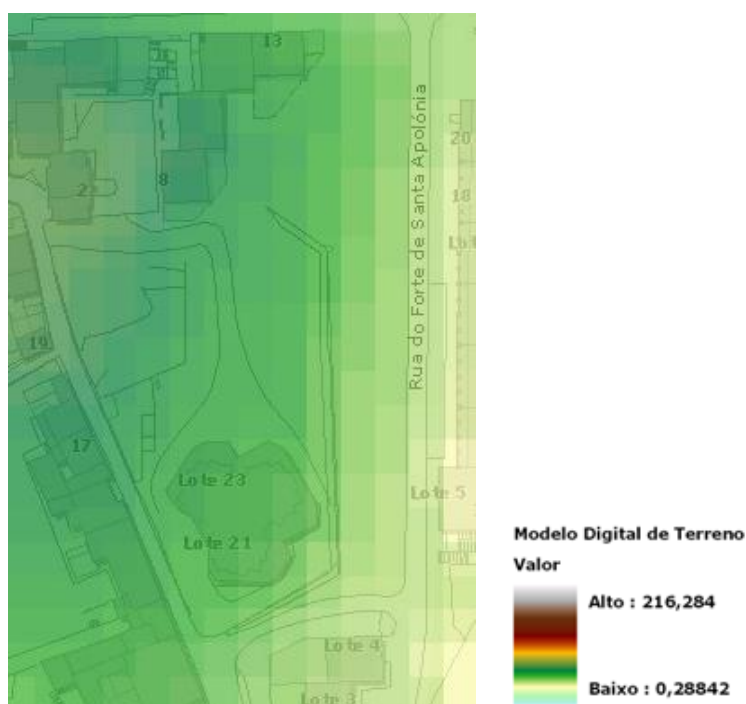 13
Rua do Forte de Santa Apolónia
20
2
8
18
19
17
Lote 23
Lote 5
Lote 21
Lote 4
Lote 3
Modelo Digital de Terreno
Valor
Alto : 216,284
Baixo : 0,28842